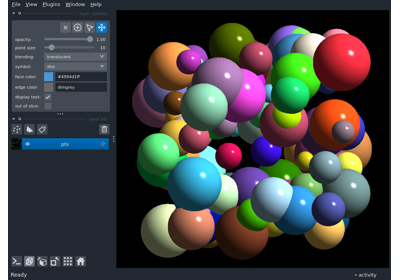 File View Plugins Window Help
opacity: 1.00
point size: 10
blending: translucent
symbol: disc
face color: #4994d1ff
edge color: dimgrey
display text:
out of slice:
pts
Ready
activity